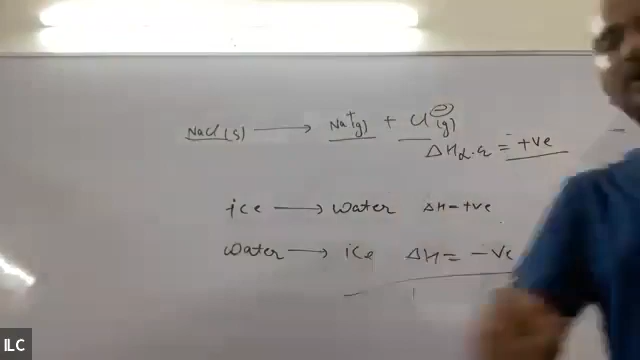 NaCl(s) ⟶ Na⁺(g) + Cl⊖(g)
ΔH_L.E = +ve
ice ⟶ water ΔH = +ve
water ⟶ ice ΔH = -ve
ILC